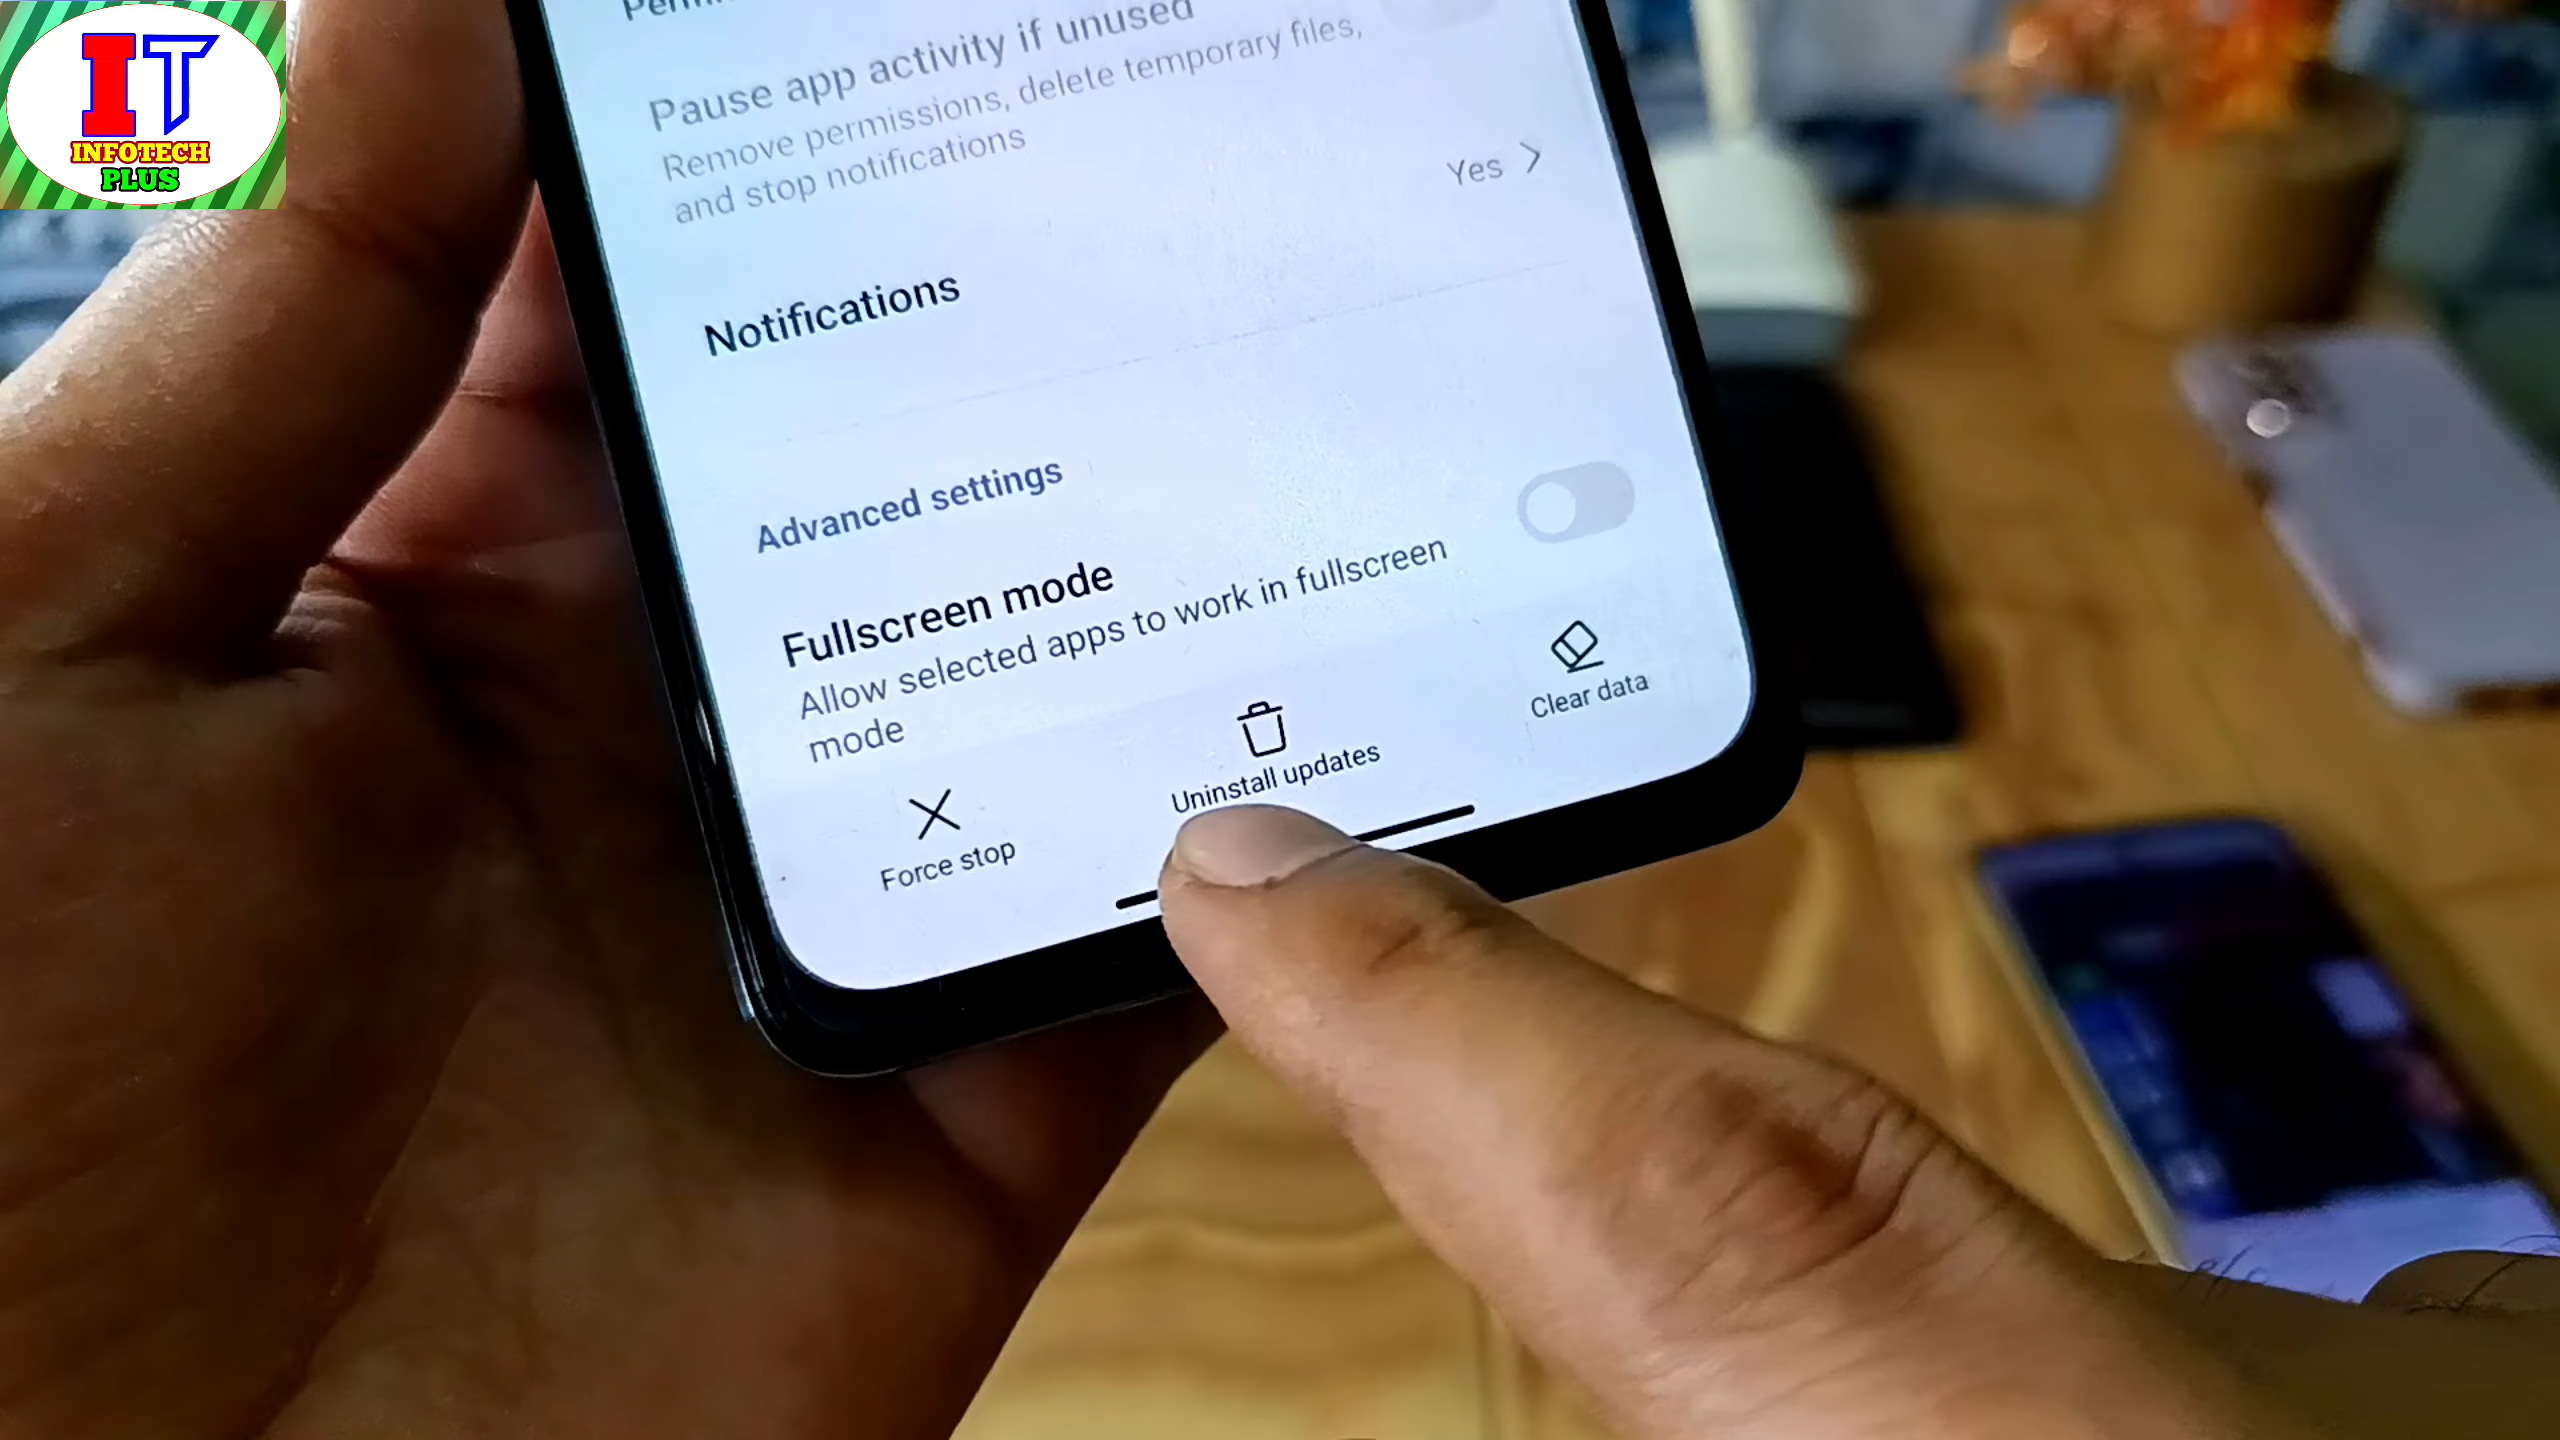 IT
INFOTECH
PLUS
Pause app activity if unused
Remove permissions, delete temporary files,
and stop notifications
Yes
Notifications
Advanced settings
Fullscreen mode
Allow selected apps to work in fullscreen
mode
Force stop
Uninstall updates
Clear data